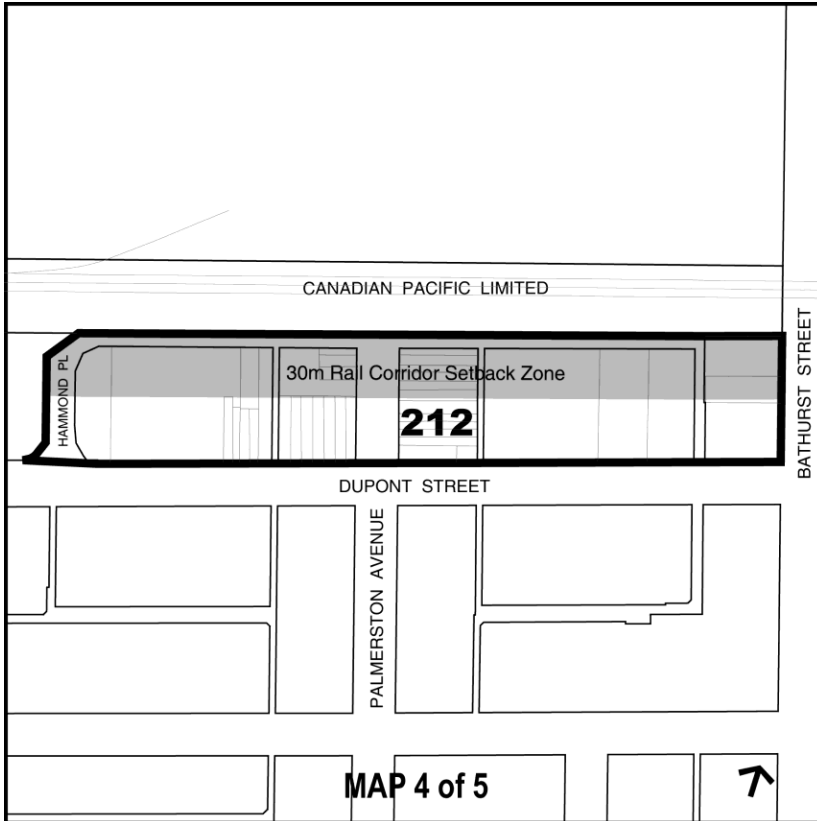 CANADIAN PACIFIC LIMITED
BATHURST STREET
HAMMOND PL
30m Rail Corridor Setback Zone
212
DUPONT STREET
PALMERSTON AVENUE
MAP 4 of 5